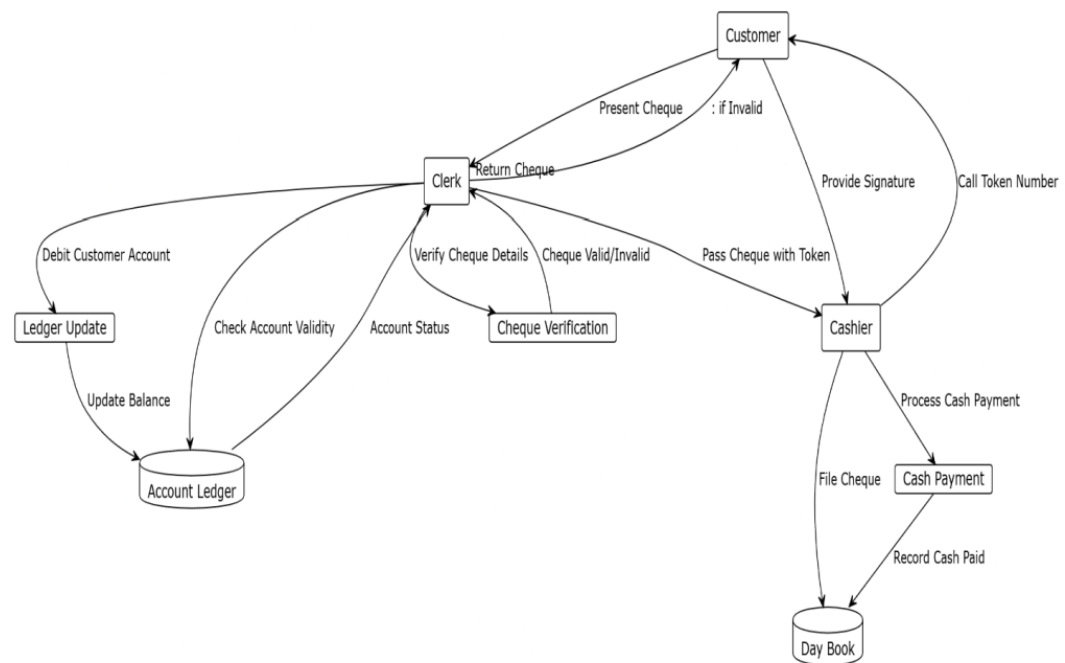 Customer
Present Cheque
: if Invalid
Return Cheque
Clerk
Provide Signature
Call Token Number
Debit Customer Account
Verify Cheque Details
Cheque Valid/Invalid
Pass Cheque with Token
Ledger Update
Check Account Validity
Account Status
Cheque Verification
Cashier
Update Balance
Process Cash Payment
Account Ledger
File Cheque
Cash Payment
Record Cash Paid
Day Book